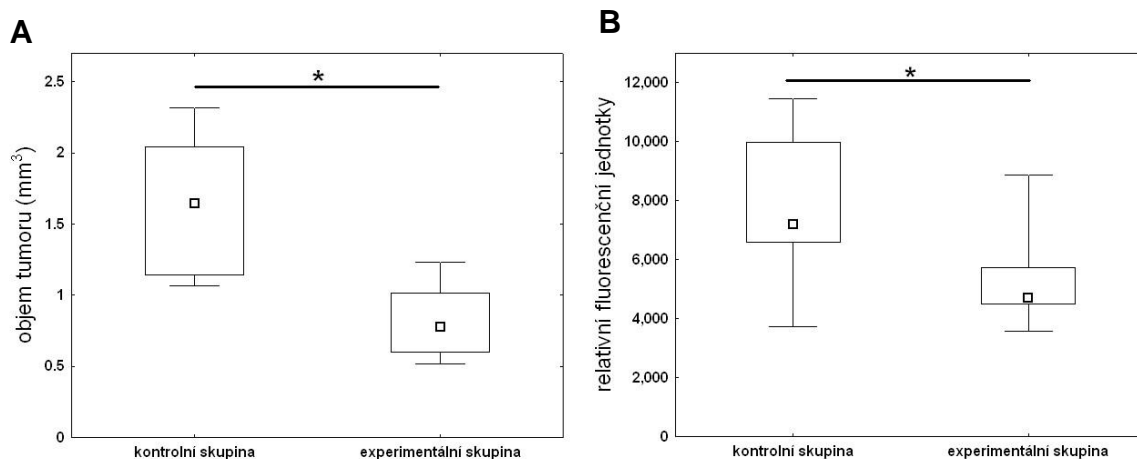 A
objem tumoru (mm³)
2.5
2
1.5
1
0.5
0
*
kontrolní skupina
experimentální skupina
B
relativní fluorescenční jednotky
12,000
10,000
8,000
6,000
4,000
2,000
0
*
kontrolní skupina
experimentální skupina